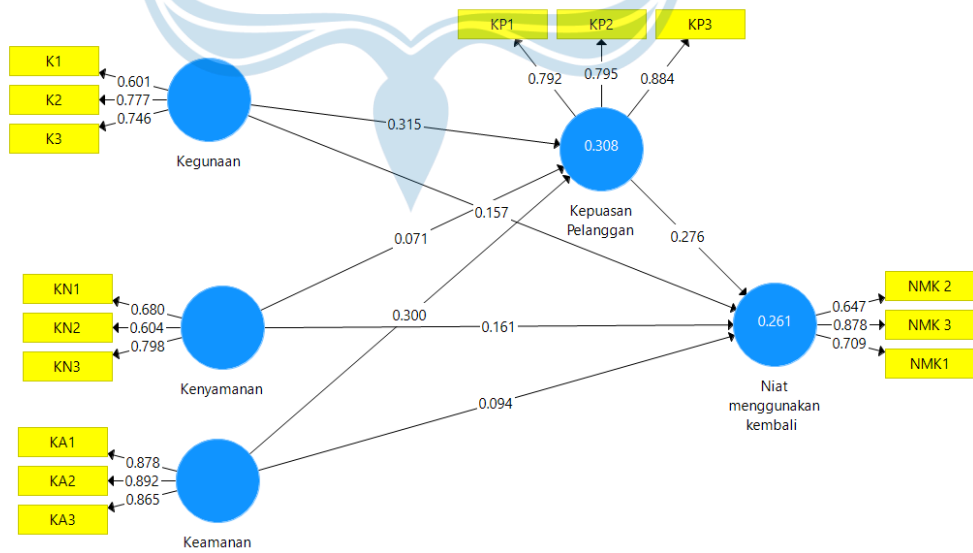 KP1
KP2
KP3
0.792
0.795
0.884
K1
K2
K3
0.601
0.777
0.746
Kegunaan
0.315
0.308
Kepuasan
Pelanggan
0.157
0.071
0.276
KN1
KN2
KN3
0.680
0.604
0.798
Kenyamanan
0.300
0.161
0.261
NMK 2
NMK 3
NMK1
0.647
0.878
0.709
Niat
menggunakan
kembali
0.094
KA1
KA2
KA3
0.878
0.892
0.865
Keamanan